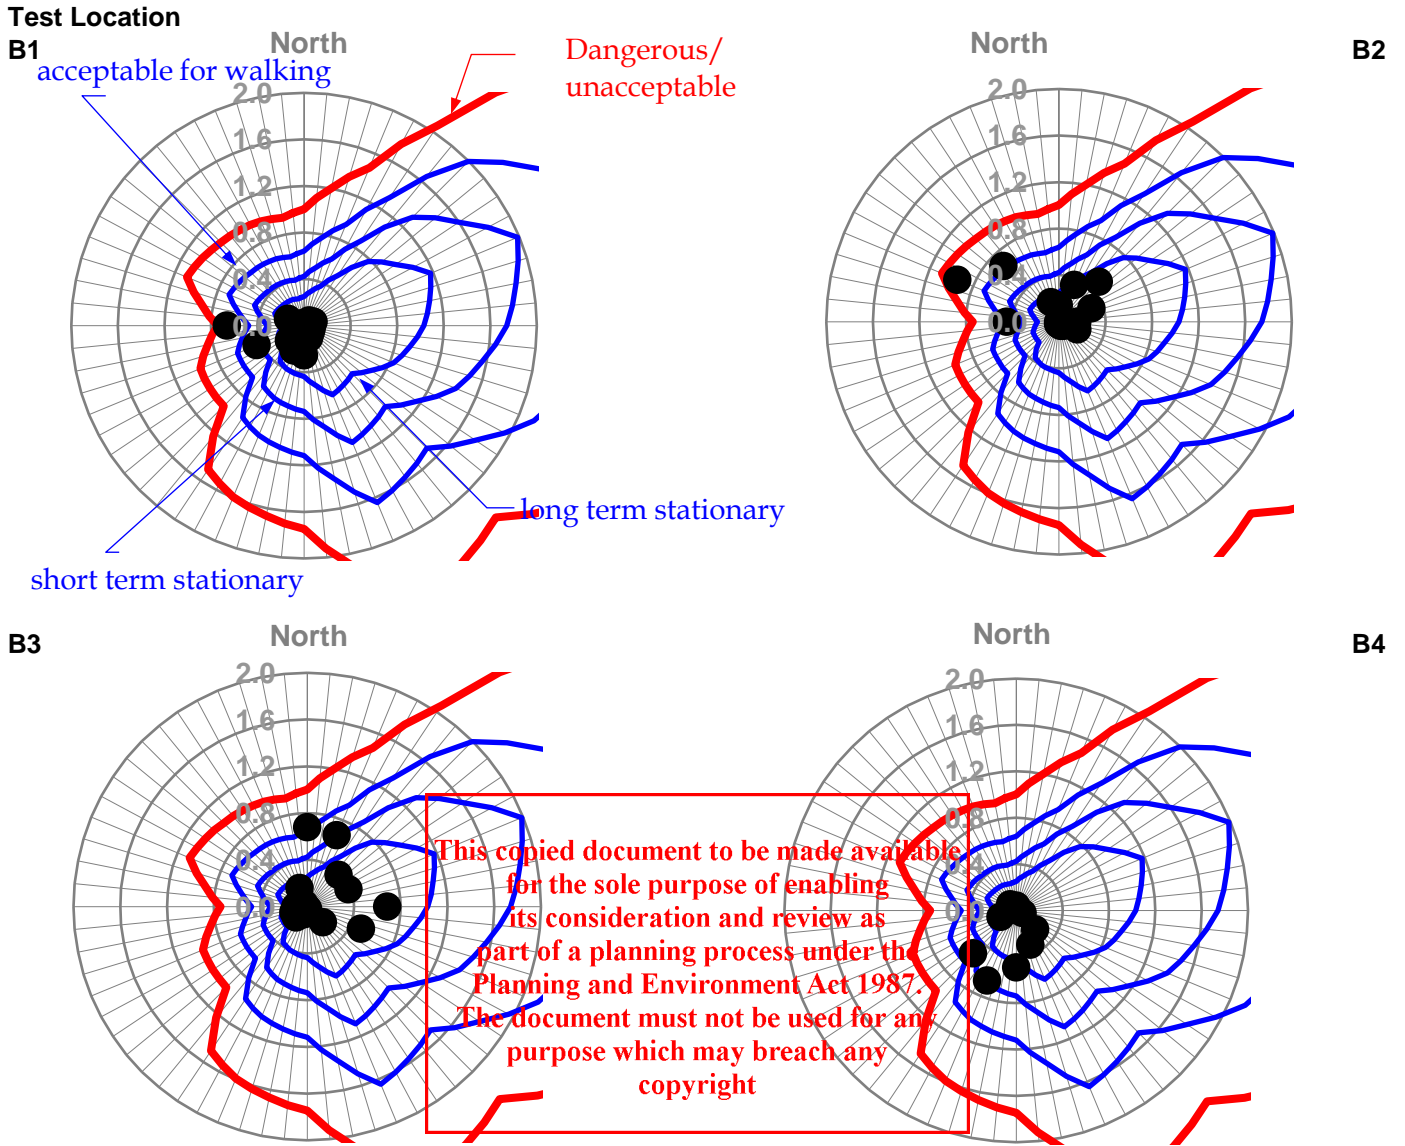 Test Location
B1
North
acceptable for walking
Dangerous/
unacceptable
2.0
1.6
1.2
0.8
0.4
0.0
long term stationary
short term stationary
North
B2
2.0
1.6
1.2
0.8
0.4
0.0
B3
North
2.0
1.6
1.2
0.8
0.4
0.0
North
B4
2.0
1.6
1.2
0.8
0.4
0.0
This copied document to be made available
for the sole purpose of enabling
its consideration and review as
part of a planning process under the
Planning and Environment Act 1987.
The document must not be used for any
purpose which may breach any
copyright